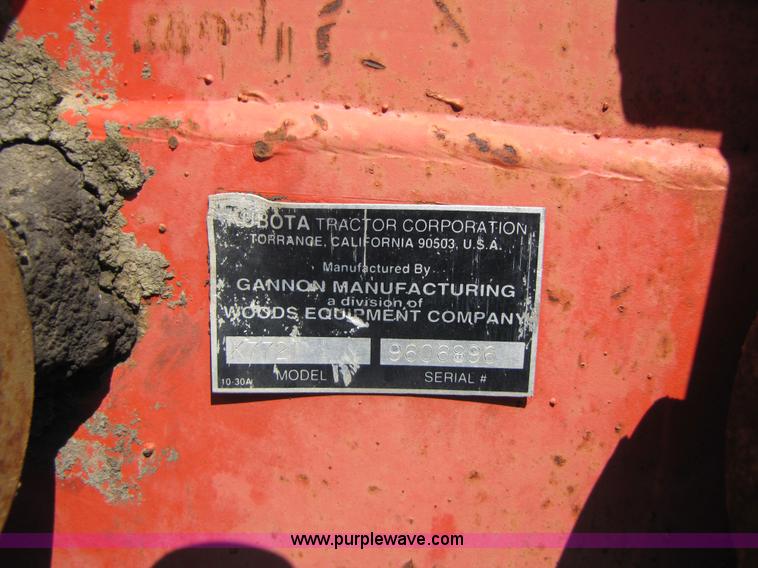 KUBOTA TRACTOR CORPORATION
TORRANCE, CALIFORNIA 90503, U.S.A.
Manufactured By
GANNON MANUFACTURING
a division of
WOODS EQUIPMENT COMPANY
K772 9606896
MODEL SERIAL #
10-30A
www.purplewave.com